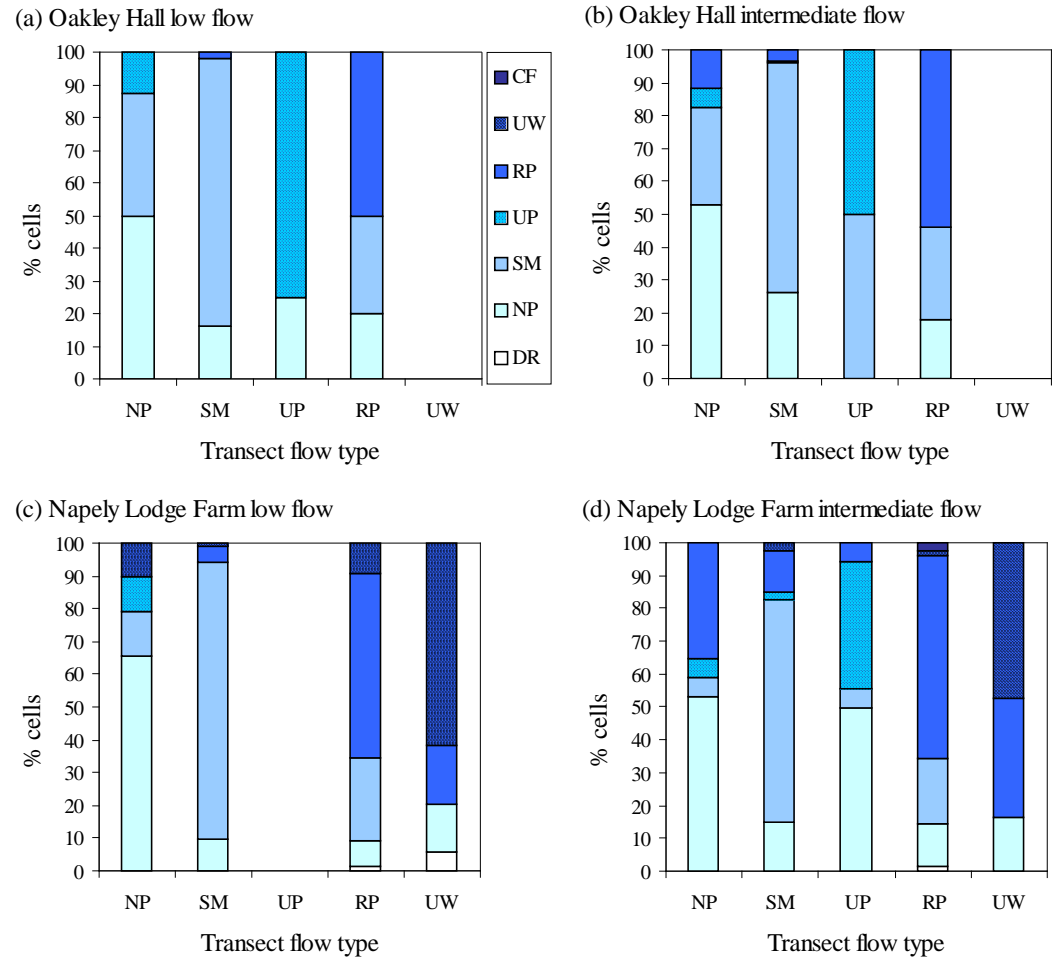 (a) Oakley Hall low flow
100
90
80
70
60
50
40
30
20
10
0
% cells
NP SM UP RP UW
Transect flow type
CF
UW
RP
UP
SM
NP
DR
(b) Oakley Hall intermediate flow
100
90
80
70
60
50
40
30
20
10
0
% cells
NP SM UP RP UW
Transect flow type
(c) Napely Lodge Farm low flow
100
90
80
70
60
50
40
30
20
10
0
% cells
NP SM UP RP UW
Transect flow type
(d) Napely Lodge Farm intermediate flow
100
90
80
70
60
50
40
30
20
10
0
% cells
NP SM UP RP UW
Transect flow type